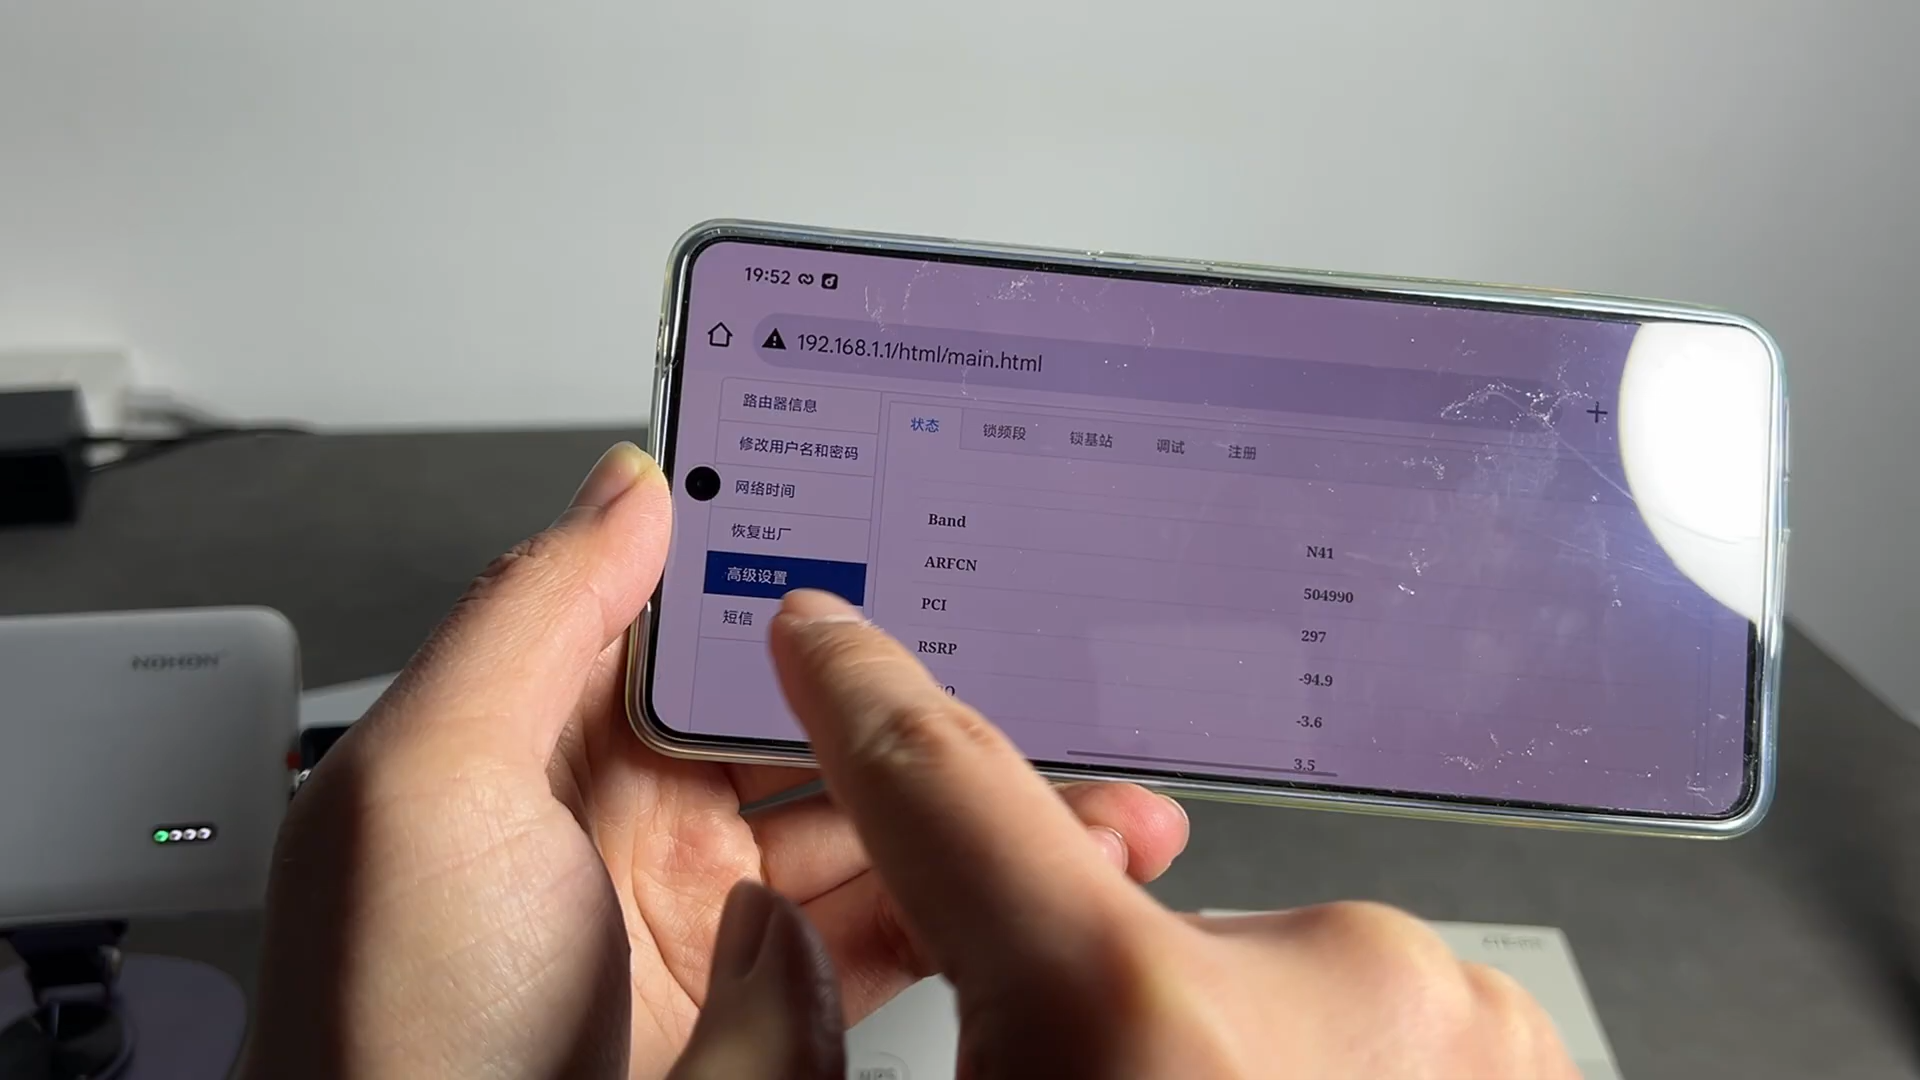 19:52
192.168.1.1/html/main.html
路由器信息
修改用户名和密码
网络时间
恢复出厂
高级设置
短信
状态 锁频段 锁基站 调试 注册
Band N41
ARFCN 504990
PCI 297
RSRP -94.9
-3.6
3.5
NOHON
WPS